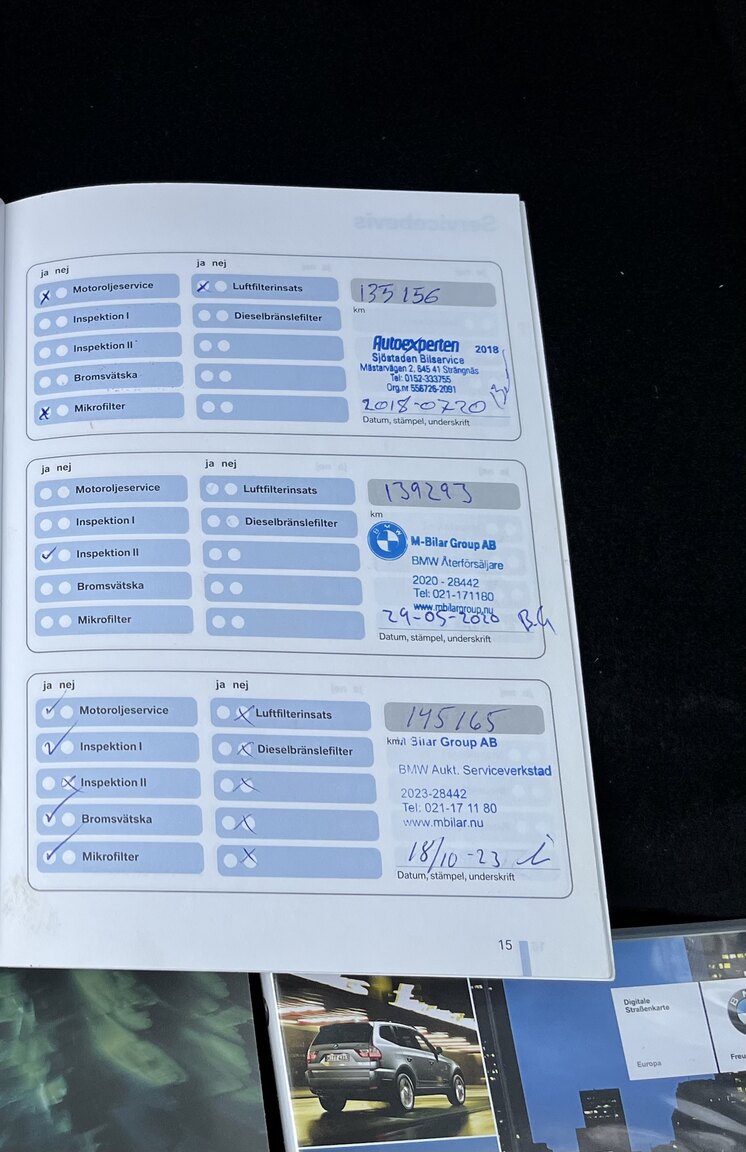 ja nej
ja nej
Motoroljeservice
Luftfilterinsats
135156
km
Inspektion I
Dieselbränslefilter
Inspektion II
Bromsvätska
Mikrofilter
Autoexperten 2018
Sjöstaden Bilservice
Mästarvägen 2, 645 41 Strängnäs
Tel: 0152-333755
Org.nr 556726-2091
2018-0720
Datum, stämpel, underskrift
ja nej
ja nej
Motoroljeservice
Luftfilterinsats
139293
km
Inspektion I
Dieselbränslefilter
Inspektion II
Bromsvätska
Mikrofilter
BMW
M-Bilar Group AB
BMW Återförsäljare
2020 - 28442
Tel: 021-171180
www.mbilargroup.nu
29-05-2020 B.G
Datum, stämpel, underskrift
ja nej
ja nej
Motoroljeservice
Luftfilterinsats
145165
km
Inspektion I
Dieselbränslefilter
Inspektion II
Bromsvätska
Mikrofilter
Bilar Group AB
BMW Aukt. Serviceverkstad
2023-28442
Tel: 021-17 11 80
www.mbilar.nu
18/10-23
Datum, stämpel, underskrift
15
Digitale
Straßenkarte
Europa